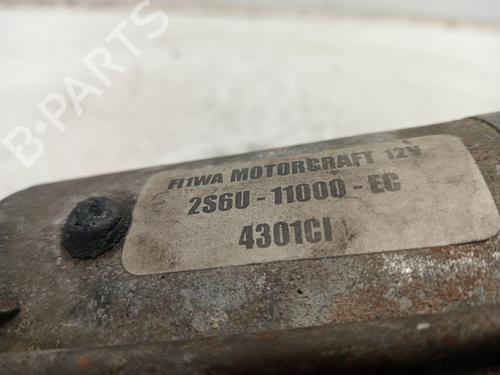 B-PARTS
FI1WA MOTORCRAFT 12V
2S6U-11000-EC
4301CI